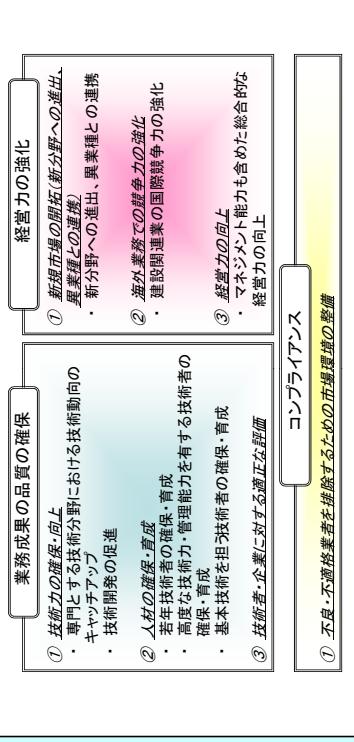 業務成果の品質の確保
① 技術力の確保・向上
・ 専門とする技術分野における技術動向の
キャッチアップ
・ 技術開発の促進
② 人材の確保・育成
・ 若年技術者の確保・育成
・ 高度な技術力・管理能力を有する技術者の
確保・育成
・ 基本技術を担う技術者の確保・育成
③ 技術者・企業に対する適正な評価
経営力の強化
① 新規市場の開拓(新分野への進出、
異業種との連携)
・ 新分野への進出、異業種との連携
② 海外業務での競争力の強化
・ 建設関連業の国際競争力の強化
③ 経営力の向上
・ マネジメント能力も含めた総合的な
経営力の向上
コンプライアンス
① 不良・不適格業者を排除するための市場環境の整備